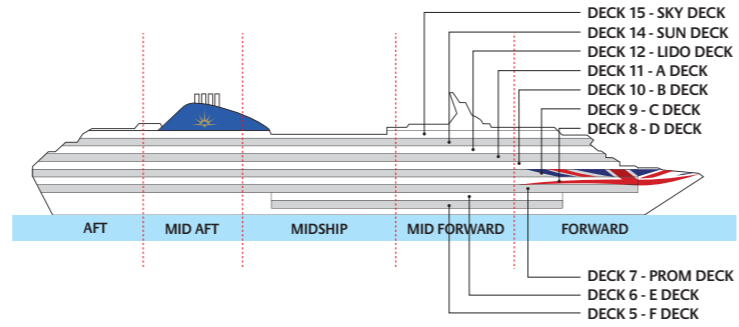 DECK 15 - SKY DECK
DECK 14 - SUN DECK
DECK 12 - LIDO DECK
DECK 11 - A DECK
DECK 10 - B DECK
DECK 9 - C DECK
DECK 8 - D DECK
AFT
MID AFT
MIDSHIP
MID FORWARD
FORWARD
DECK 7 - PROM DECK
DECK 6 - E DECK
DECK 5 - F DECK